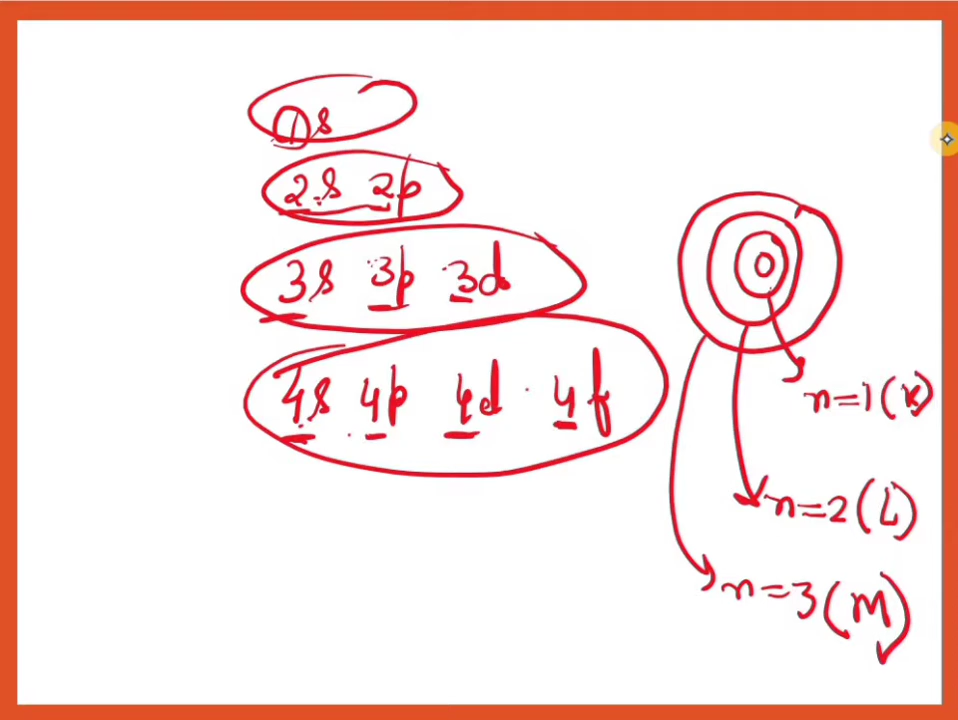 1s
2s 2p
3s 3p 3d
4s 4p 4d 4f
n=1(K)
n=2(L)
n=3(M)